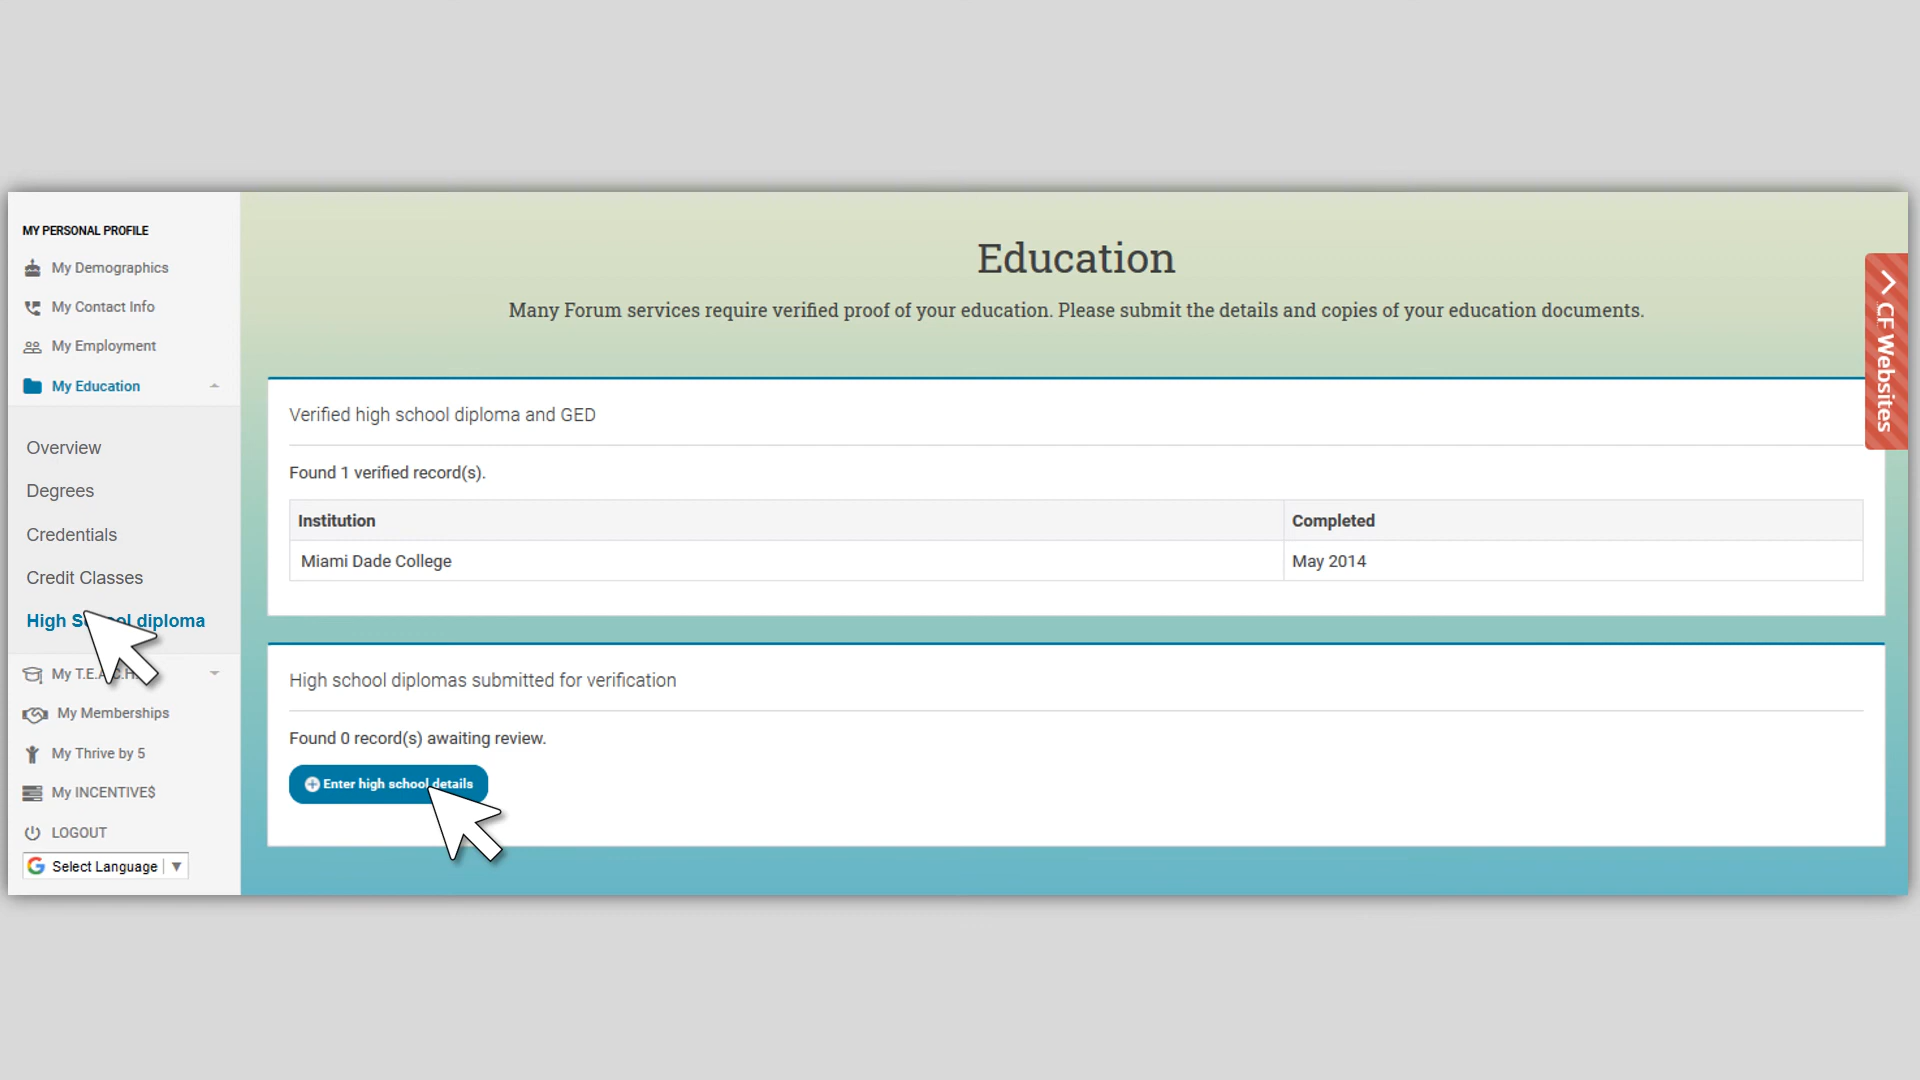 MY PERSONAL PROFILE
My Demographics
My Contact Info
My Employment
My Education
Overview
Degrees
Credentials
Credit Classes
High diploma
My
My Memberships
My Thrive by 5
My INCENTIVE$
LOGOUT
Select Language ▼
Education
Many Forum services require verified proof of your education. Please submit the details and copies of your education documents.
Verified high school diploma and GED
Found 1 verified record(s).
Institution Completed
Miami Dade College May 2014
High school diplomas submitted for verification
Found 0 record(s) awaiting review.
Enter high school details
CF Websites